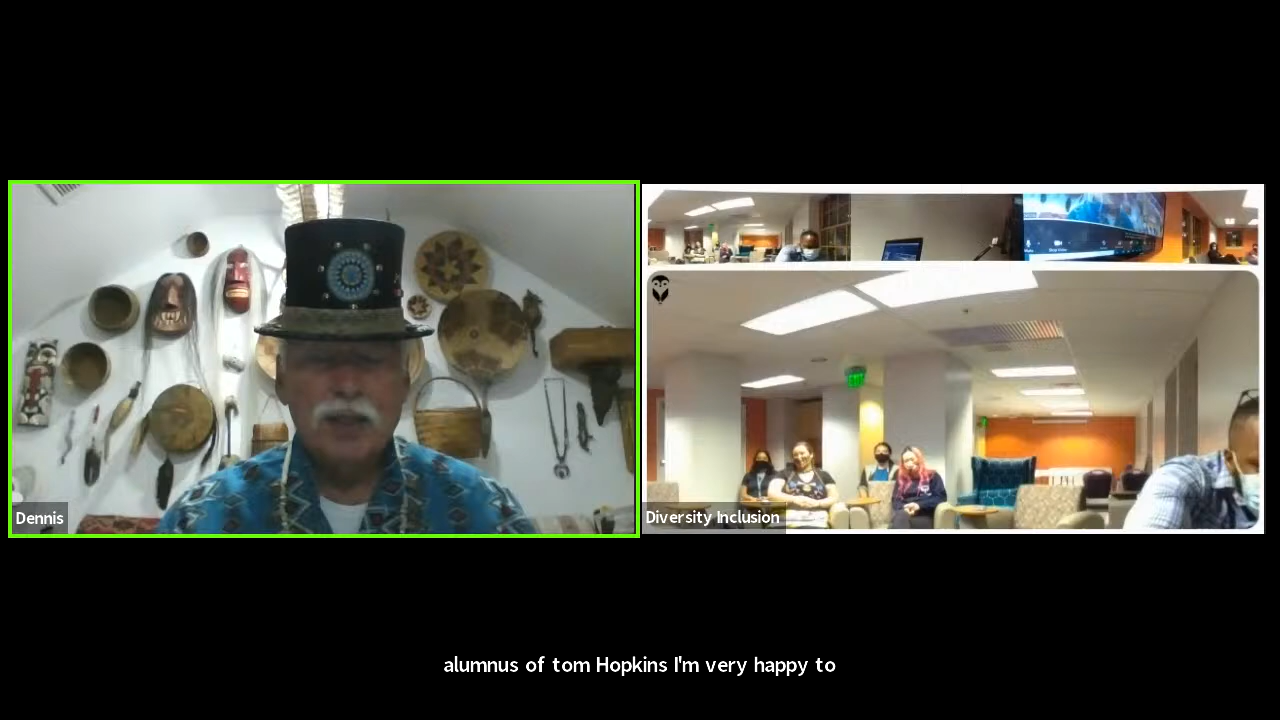 Dennis
Diversity Inclusion
alumnus of tom Hopkins I'm very happy to